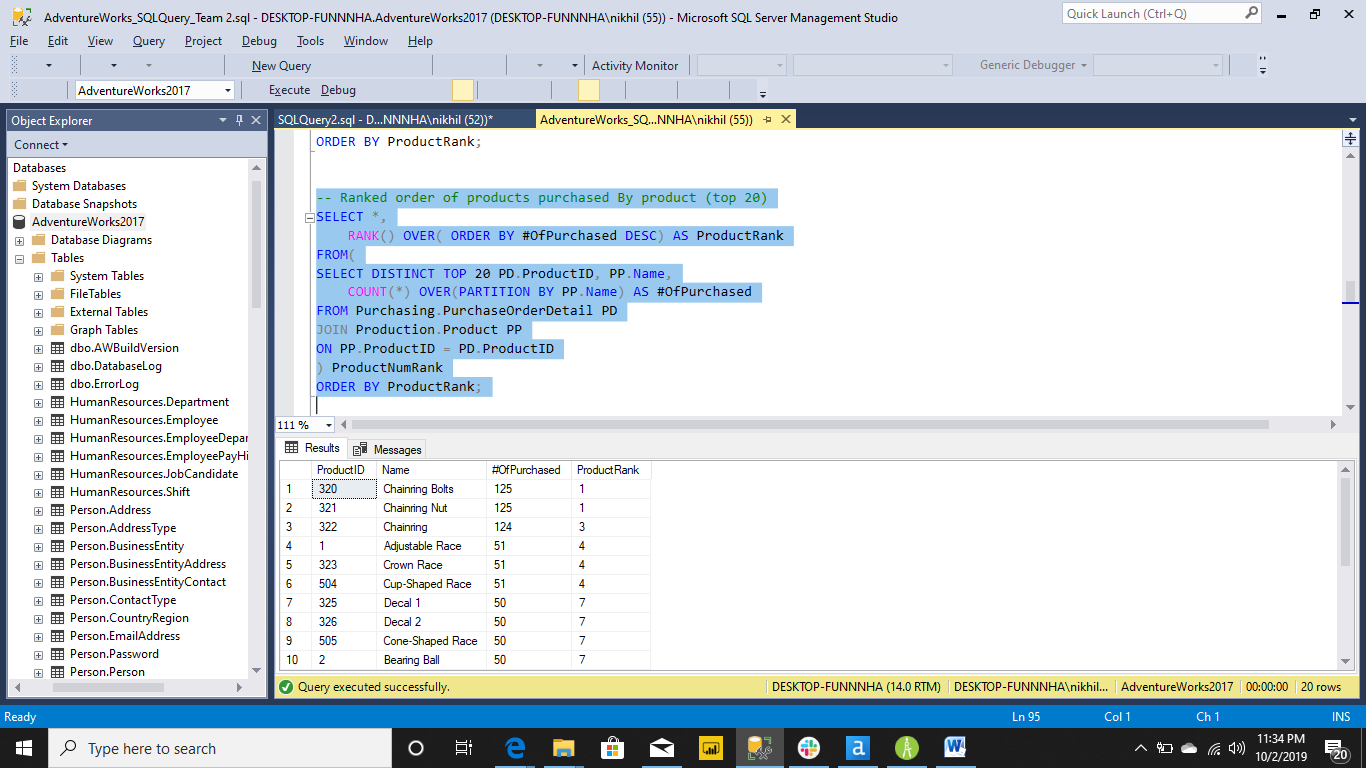 AdventureWorks_SQLQuery_Team 2.sql - DESKTOP-FUNNNHA.AdventureWorks2017 (DESKTOP-FUNNNHA\nikhil (55)) - Microsoft SQL Server Management Studio
Quick Launch (Ctrl+Q)
File Edit View Query Project Debug Tools Window Help
New Query Activity Monitor Generic Debugger
AdventureWorks2017 Execute Debug
Object Explorer
Connect
Databases
System Databases
Database Snapshots
AdventureWorks2017
Database Diagrams
Tables
System Tables
FileTables
External Tables
Graph Tables
dbo.AWBuildVersion
dbo.DatabaseLog
dbo.ErrorLog
HumanResources.Department
HumanResources.Employee
HumanResources.EmployeeDepar
HumanResources.EmployeePayHi
HumanResources.JobCandidate
HumanResources.Shift
Person.Address
Person.AddressType
Person.BusinessEntity
Person.BusinessEntityAddress
Person.BusinessEntityContact
Person.ContactType
Person.CountryRegion
Person.EmailAddress
Person.Password
Person.Person
SQLQuery2.sql - D...NNNHA\nikhil (52))* AdventureWorks_SQ...NNHA\nikhil (55))
ORDER BY ProductRank;
-- Ranked order of products purchased By product (top 20)
SELECT *,
RANK() OVER( ORDER BY #OfPurchased DESC) AS ProductRank
FROM(
SELECT DISTINCT TOP 20 PD.ProductID, PP.Name,
COUNT(*) OVER(PARTITION BY PP.Name) AS #OfPurchased
FROM Purchasing.PurchaseOrderDetail PD
JOIN Production.Product PP
ON PP.ProductID = PD.ProductID
) ProductNumRank
ORDER BY ProductRank;
111 %
Results Messages
ProductID Name #OfPurchased ProductRank
1 320 Chainring Bolts 125 1
2 321 Chainring Nut 125 1
3 322 Chainring 124 3
4 1 Adjustable Race 51 4
5 323 Crown Race 51 4
6 504 Cup-Shaped Race 51 4
7 325 Decal 1 50 7
8 326 Decal 2 50 7
9 505 Cone-Shaped Race 50 7
10 2 Bearing Ball 50 7
Query executed successfully. DESKTOP-FUNNNHA (14.0 RTM) DESKTOP-FUNNNHA\nikhil... AdventureWorks2017 00:00:00 20 rows
Ready Ln 95 Col 1 Ch 1 INS
Type here to search
11:34 PM
10/2/2019
20